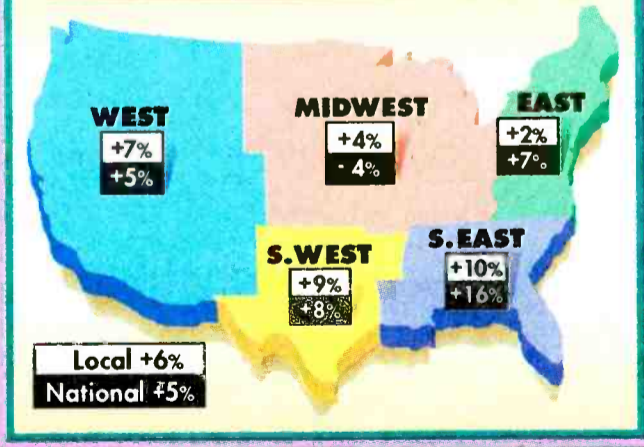 WEST
+7%
+5%
MIDWEST
+4%
- 4%
EAST
+2%
+7%
S.WEST
+9%
+8%
S.EAST
+10%
+16%
Local +6%
National +5%